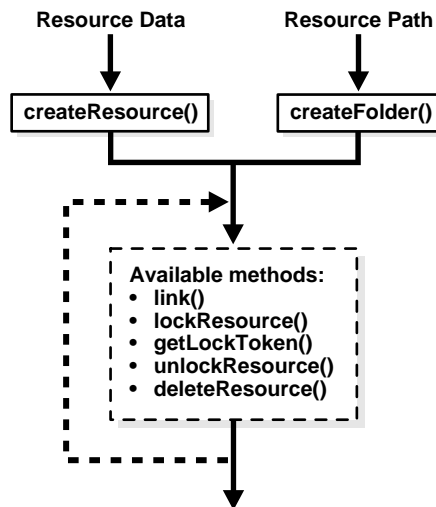 Resource Data
Resource Path
createResource()
createFolder()
Available methods:
• link()
• lockResource()
• getLockToken()
• unlockResource()
• deleteResource()